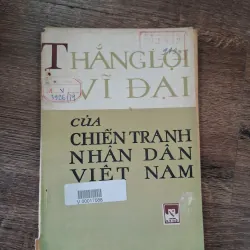 THẮNG LỢI
VĨ ĐẠI
CỦA
CHIẾN TRANH
NHÂN DÂN
VIỆT NAM